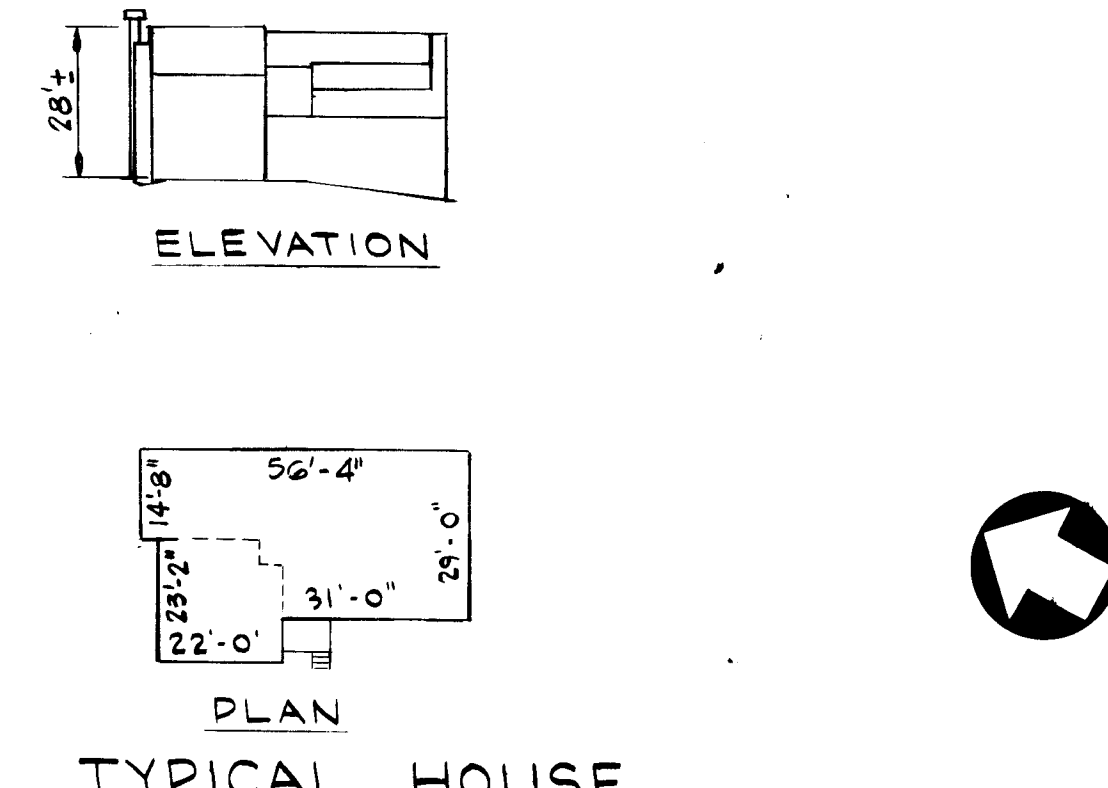 28'±
ELEVATION
56'-4"
14'-8"
29'-0"
23'-2"
31'-0"
22'-0'
PLAN
TYPICAL HOUSE